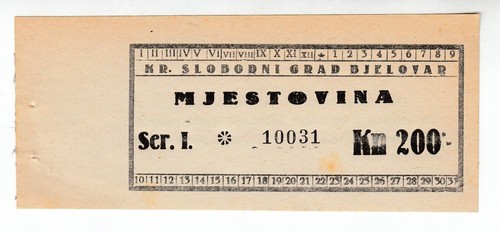 I II III IV V VI VII VIII IX X XI XII * 1 2 3 4 5 6 7 8 9
KR. SLOBODNI GRAD BJELOVAR
MJESTOVINA
Ser. I. * 10031 Kn 200·-
10 11 12 13 14 15 16 17 18 19 20 21 22 23 24 25 26 27 28 29 30 3